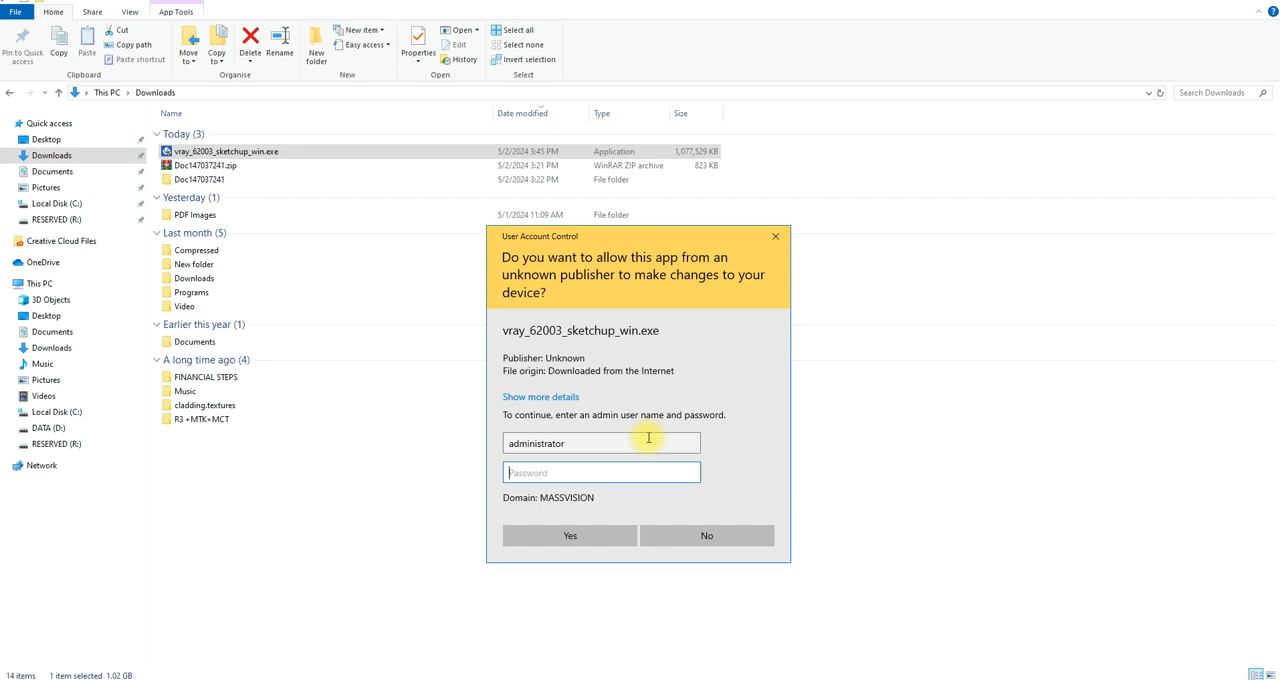 File
Home
Share
View
App Tools
Pin to Quick
access
Copy
Paste
Cut
Copy path
Paste shortcut
Clipboard
Move
to
Copy
to
Delete
Rename
Organise
New
folder
New item
Easy access
New
Properties
Open
Edit
History
Open
Select all
Select none
Invert selection
Select
This PC
Downloads
Search Downloads
Name
Date modified
Type
Size
Quick access
Desktop
Downloads
Documents
Pictures
Local Disk (C:)
RESERVED (R:)
Creative Cloud Files
OneDrive
This PC
3D Objects
Desktop
Documents
Downloads
Music
Pictures
Videos
Local Disk (C:)
DATA (D:)
RESERVED (R:)
Network
Today (3)
vray_62003_sketchup_win.exe 5/2/2024 3:45 PM Application 1,077,529 KB
Doc147037241.zip 5/2/2024 3:21 PM WinRAR ZIP archive 823 KB
Doc147037241 5/2/2024 3:22 PM File folder
Yesterday (1)
PDF Images 5/1/2024 11:09 AM File folder
Last month (5)
Compressed
New folder
Downloads
Programs
Video
Earlier this year (1)
Documents
A long time ago (4)
FINANCIAL STEPS
Music
cladding.textures
R3 +MTK+MCT
User Account Control
Do you want to allow this app from an
unknown publisher to make changes to your
device?
vray_62003_sketchup_win.exe
Publisher: Unknown
File origin: Downloaded from the Internet
Show more details
To continue, enter an admin user name and password.
administrator
Password
Domain: MASSVISION
Yes
No
14 items
1 item selected 1.02 GB